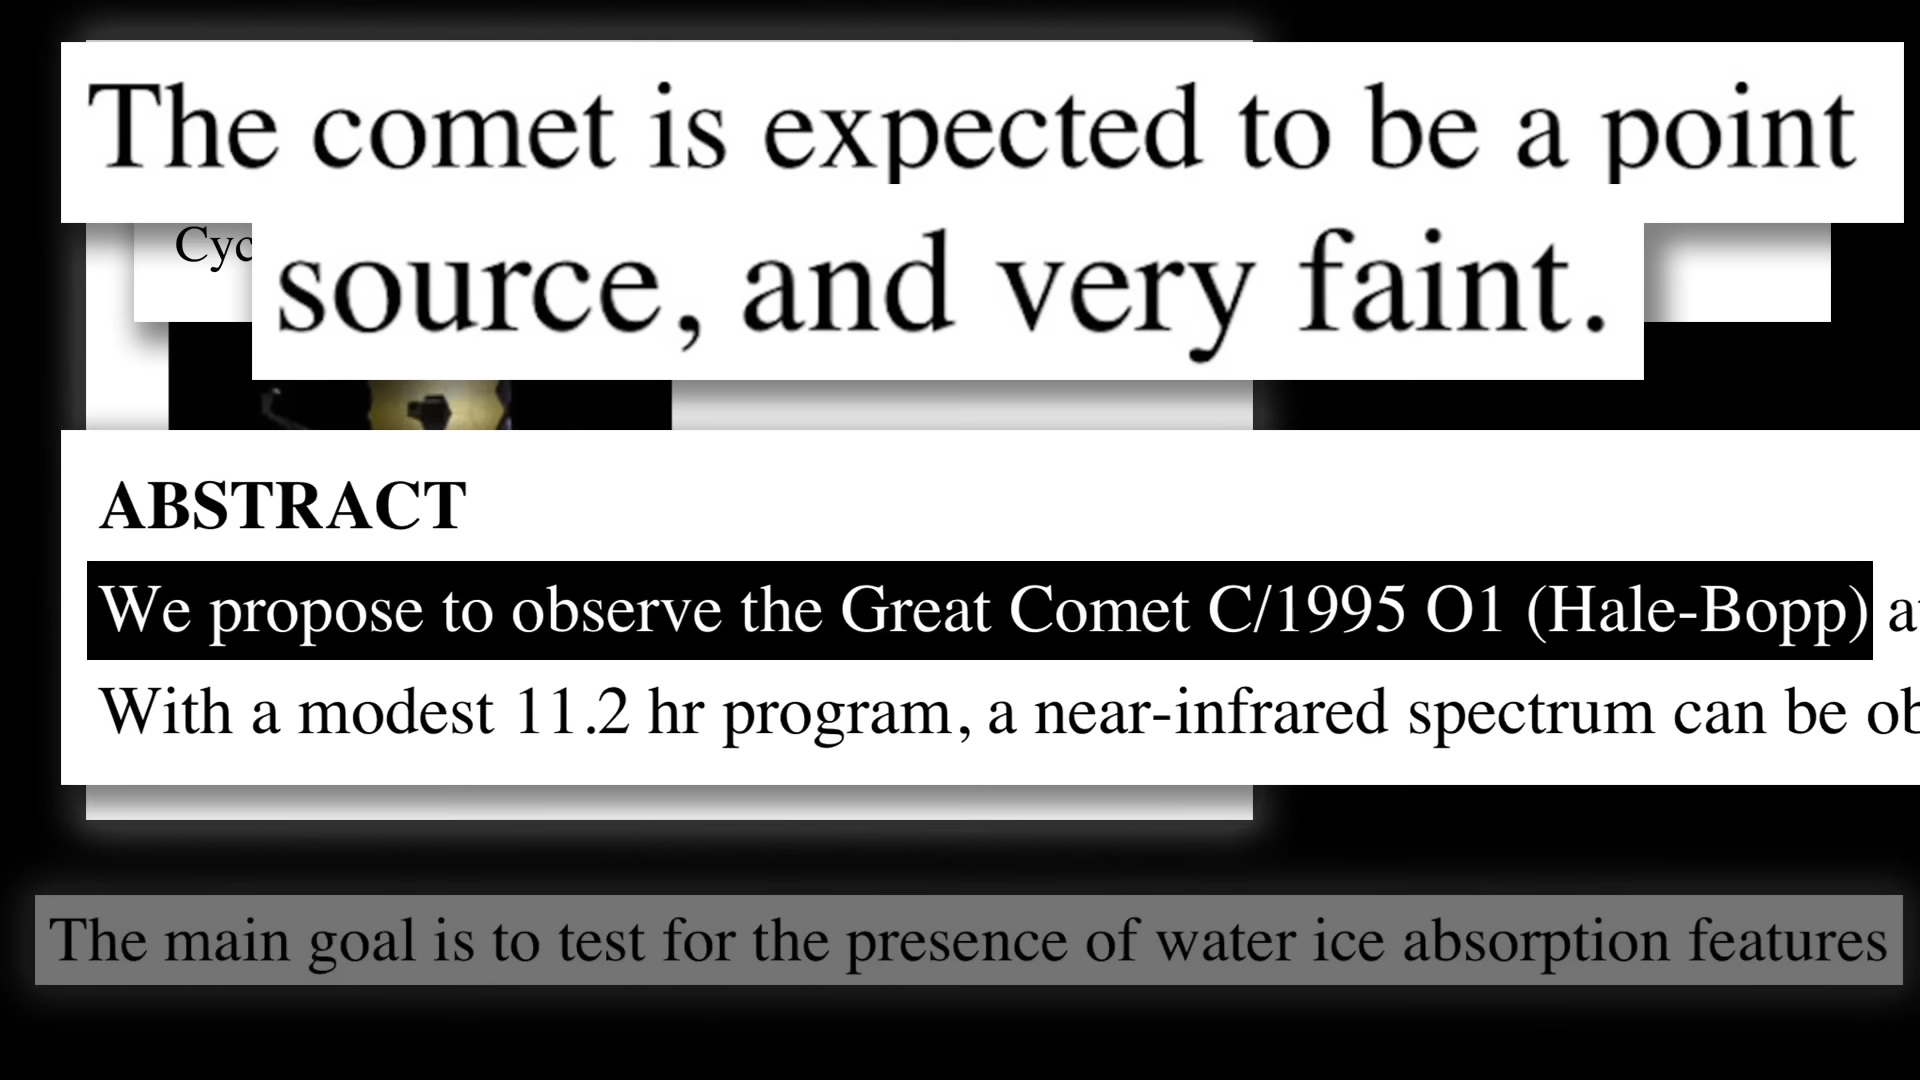 The comet is expected to be a point
source, and very faint.
ABSTRACT
We propose to observe the Great Comet C/1995 O1 (Hale-Bopp)
With a modest 11.2 hr program, a near-infrared spectrum can be
The main goal is to test for the presence of water ice absorption features